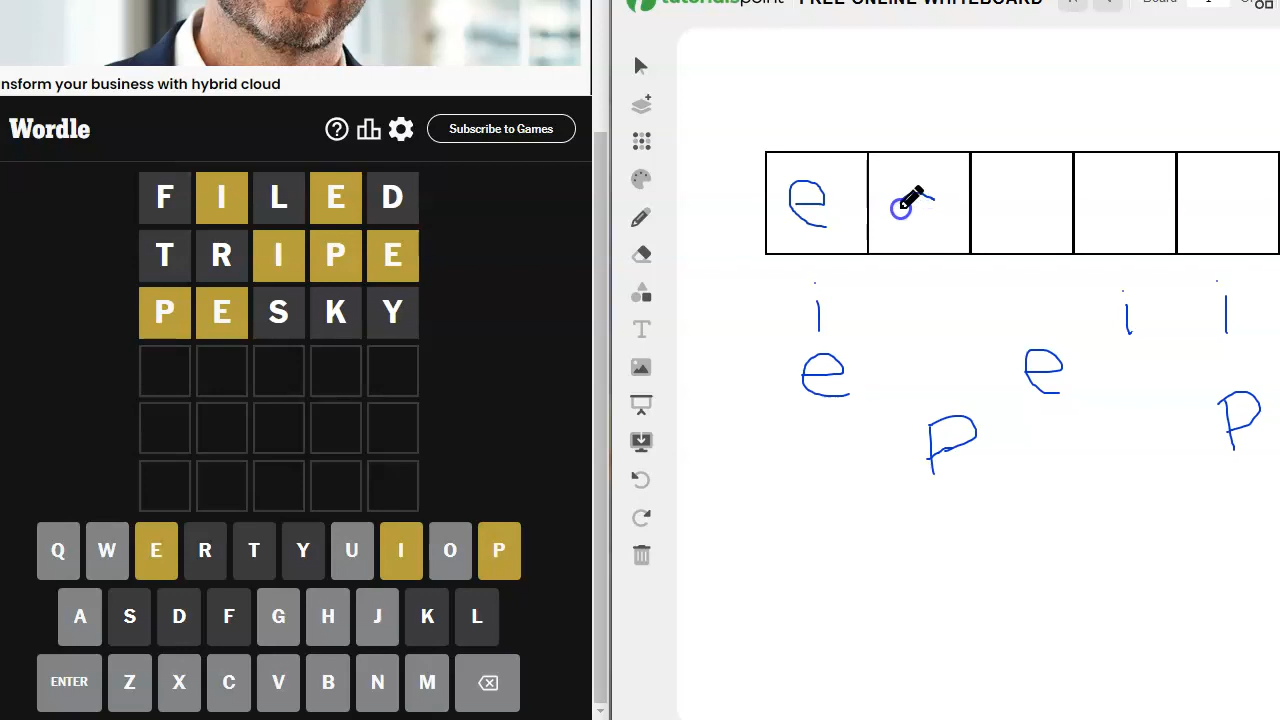 nsform your business with hybrid cloud
FREE ONLINE WHITEBOARD
Wordle
Subscribe to Games
F I L E D
T R I P E
P E S K Y
Q W E R T Y U I O P
A S D F G H J K L
ENTER Z X C V B N M
e
i i i
e e
p p